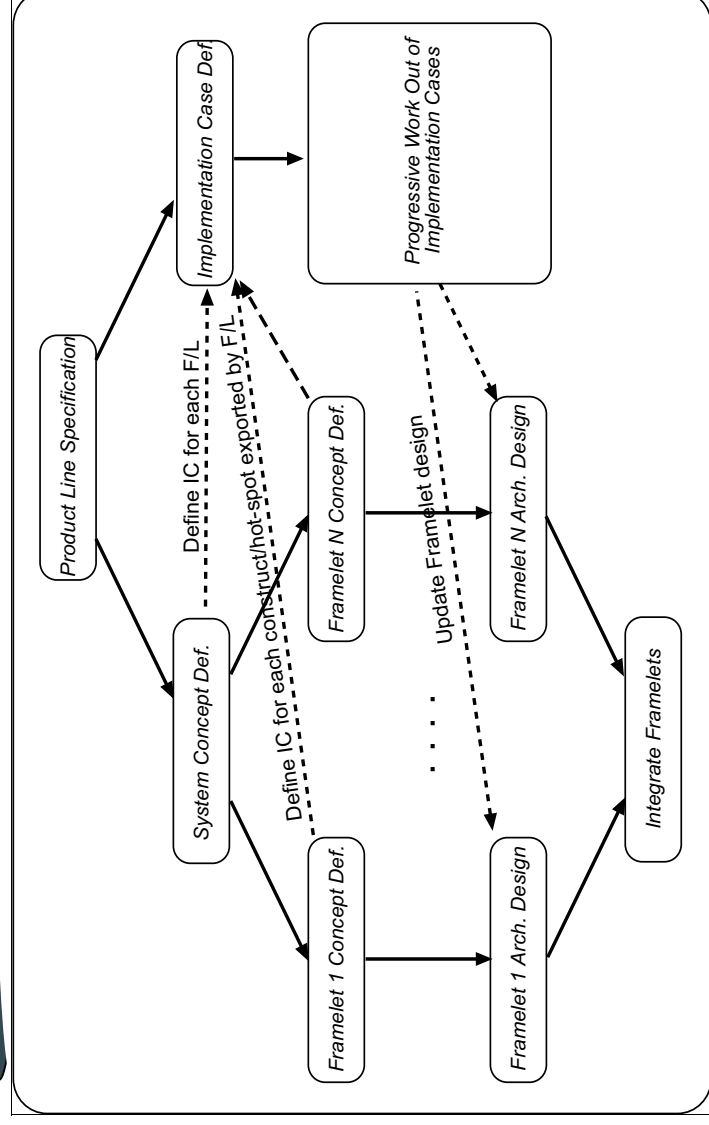 Product Line Specification
System Concept Def.
Define IC for each F/L
Implementation Case Def.
Define IC for each construct/hot-spot exported by F/L
Framelet 1 Concept Def.
Framelet N Concept Def.
Progressive Work Out of
Implementation Cases
Update Framelet design
. . . .
Framelet 1 Arch. Design
Framelet N Arch. Design
Integrate Framelets